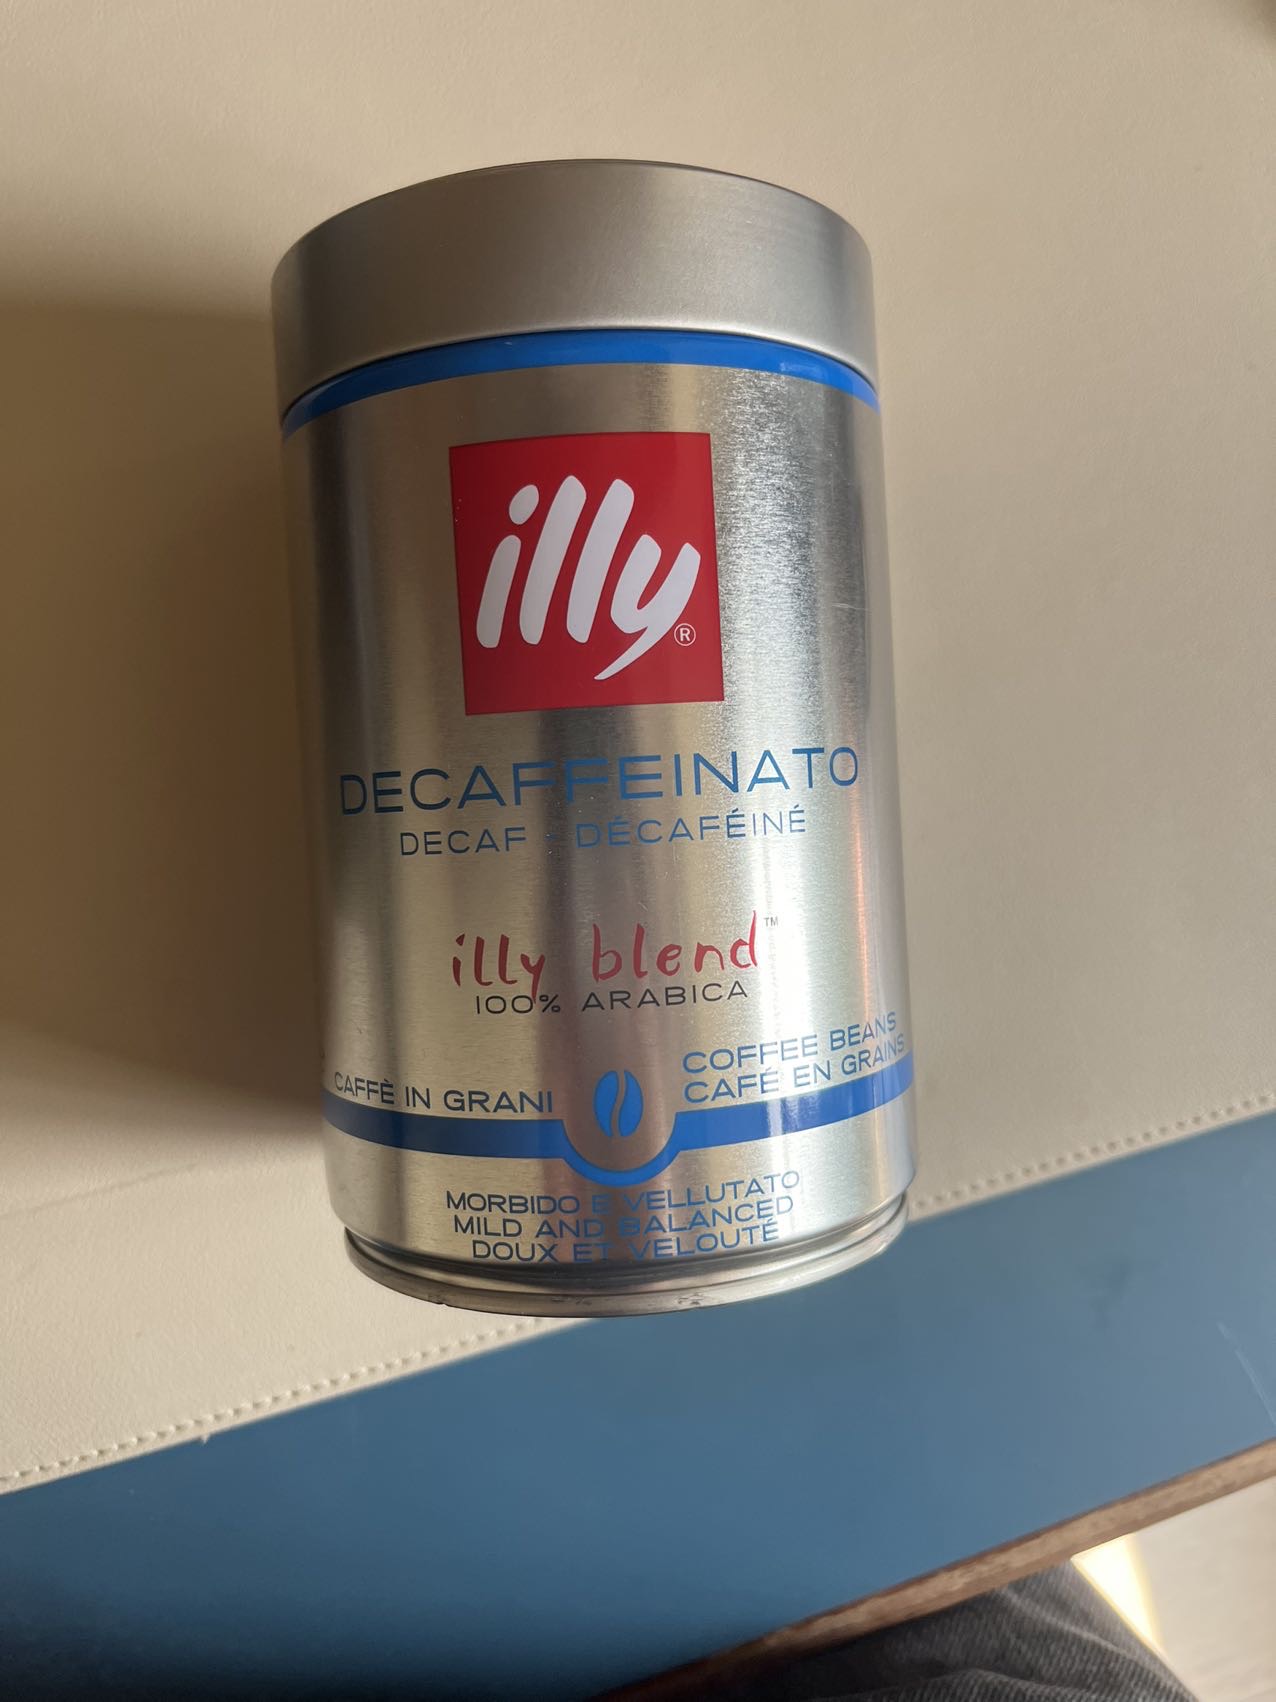 illy®
DECAFFEINATO
DECAF · DÉCAFÉINÉ
illy blend™
100% ARABICA
CAFFÈ IN GRANI
COFFEE BEANS
CAFÉ EN GRAINS
MORBIDO E VELLUTATO
MILD AND BALANCED
DOUX ET VELOUTÉ